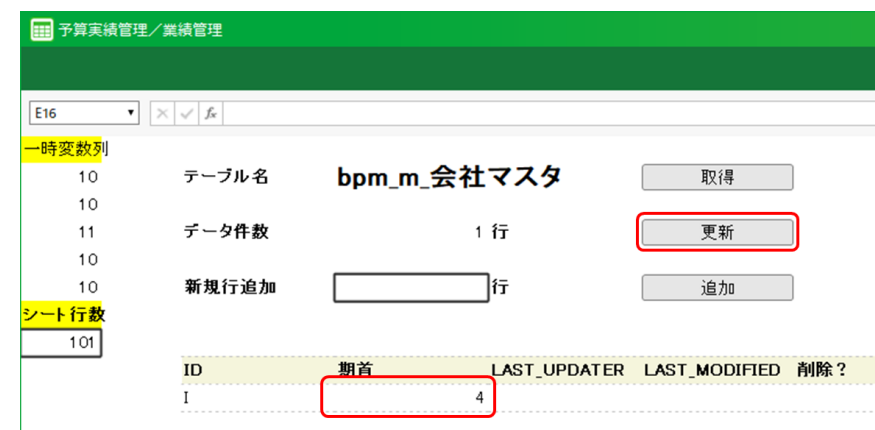 予算実績管理／業績管理
E16
fx
一時変数列
10 テーブル名 bpm_m_会社マスタ 取得
10
11 データ件数 1 行 更新
10
10 新規行追加 行 追加
シート行数
101
ID 期首 LAST_UPDATER LAST_MODIFIED 削除？
I 4